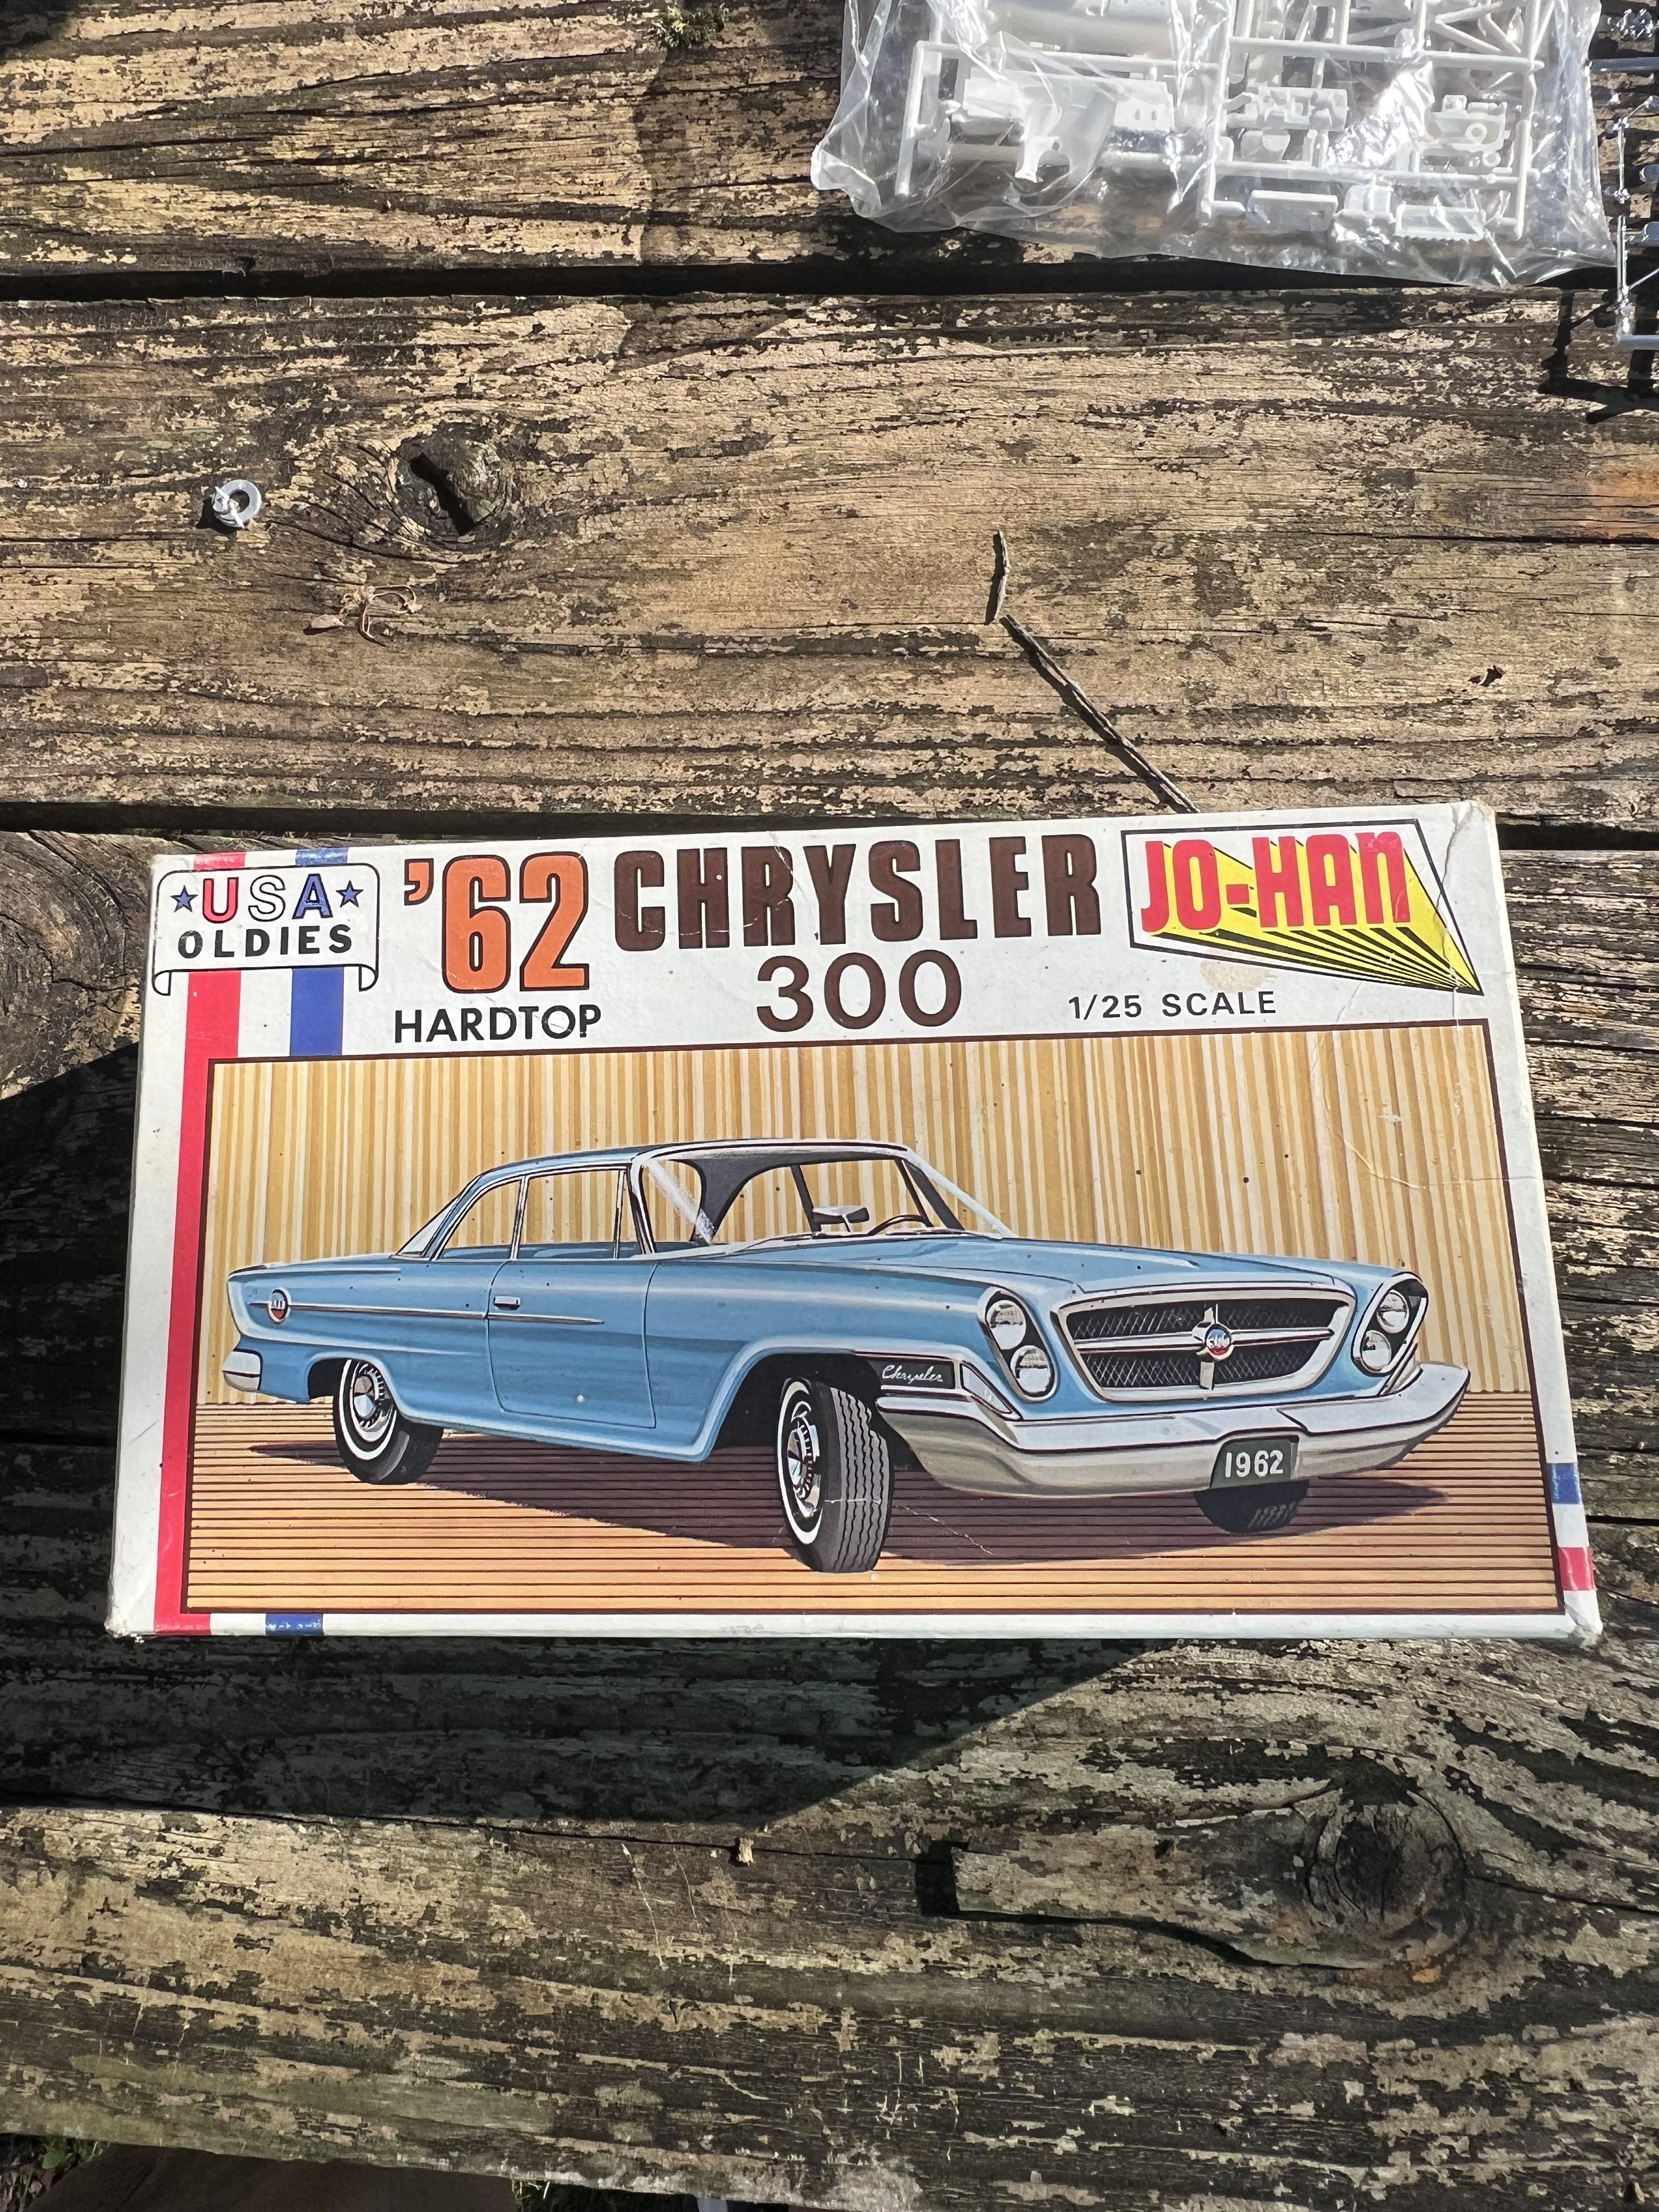 USA
OLDIES
'62
HARDTOP
CHRYSLER
300
JO-HAN
1/25 SCALE
Chrysler
1962